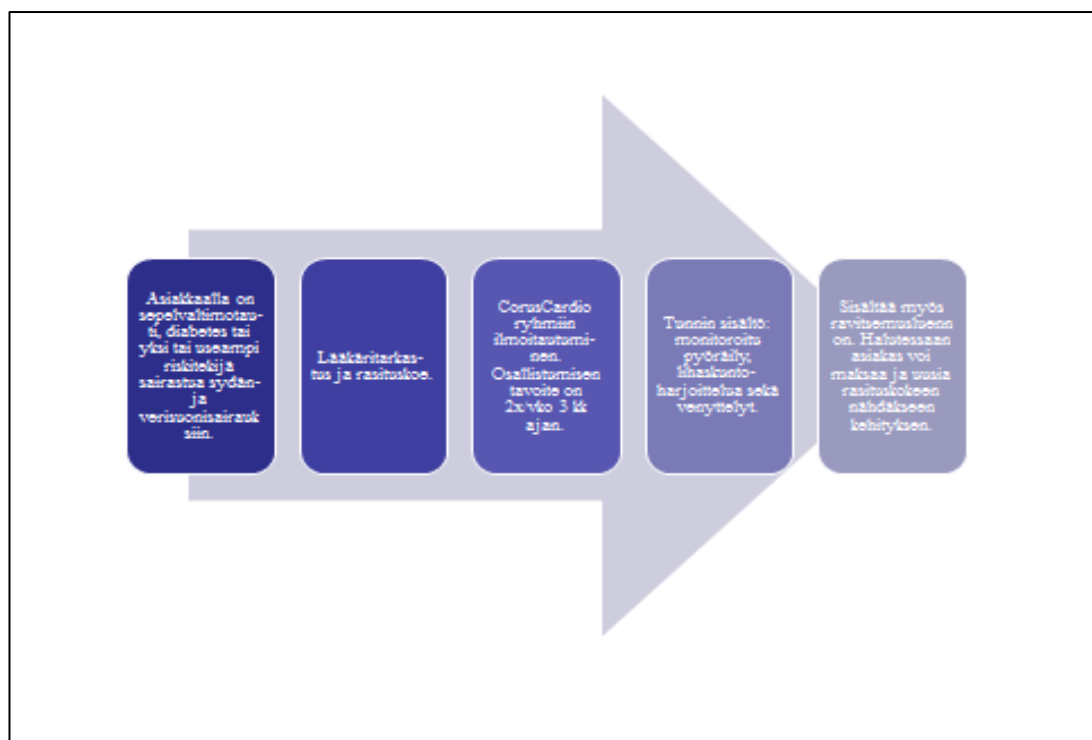 Asiakkaalla on
sepelvaltimotau-
ti, diabetes tai
yksi tai useampi
riskitekijä
sairastua sydän-
ja
verisuonisairauk
siin.
Lääkäritarkas-
tus ja rasituskoe.
CorusCardio
ryhmiin
ilmoitautumi-
nen.
Osallistumisen
tavoite on
2x/vko 3 kk
ajan.
Tunnin sisältö:
monitoroitu
pyöräily,
lihaskunto-
harjoittelua sekä
venyttelyt.
Sisältää myös
ravitsemusluenn
on. Halutessaan
asiakas voi
maksaa ja uusia
rasituskokeen
nähdäkseen
kehityksen.